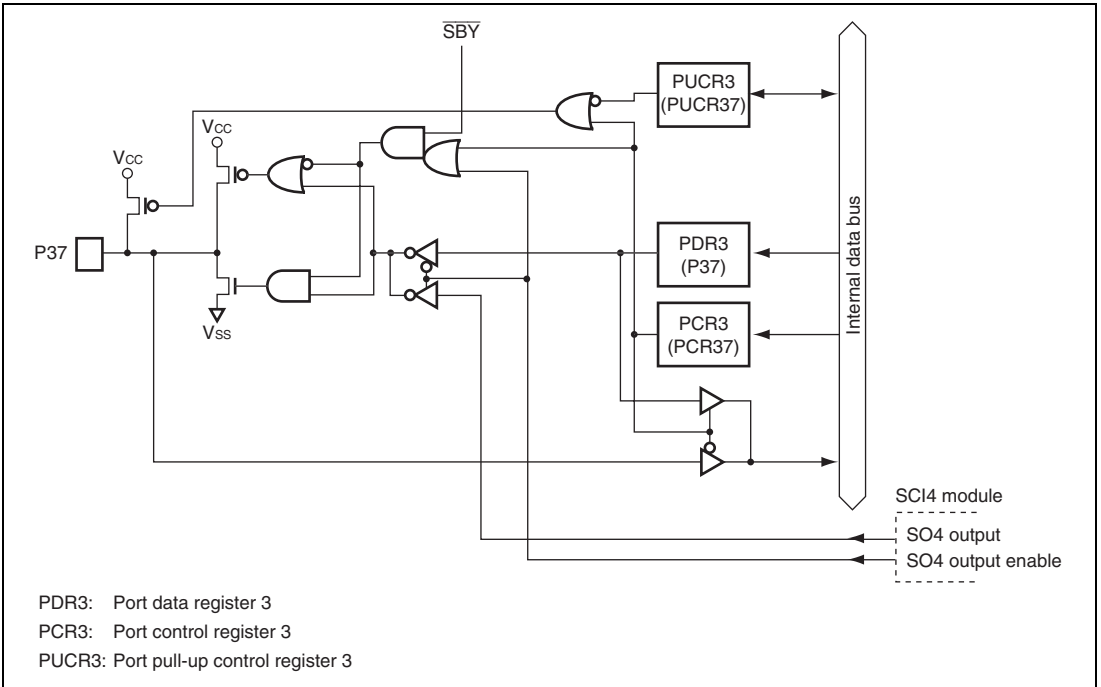 SBY
PUCR3
(PUCR37)
VCC
VCC
P37
PDR3
(P37)
Internal data bus
PCR3
(PCR37)
VSS
SCI4 module
SO4 output
SO4 output enable
PDR3: Port data register 3
PCR3: Port control register 3
PUCR3: Port pull-up control register 3